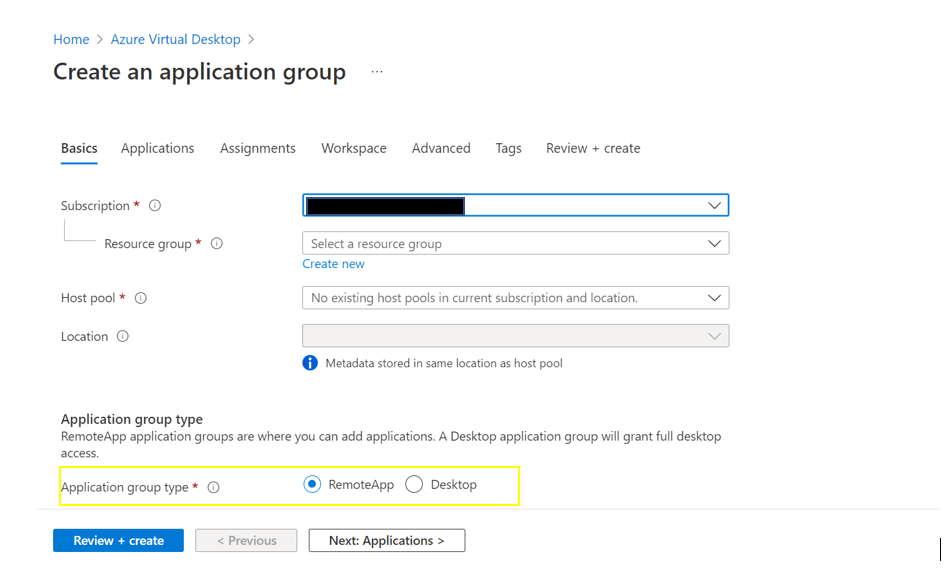 Home > Azure Virtual Desktop >
Create an application group ...
Basics Applications Assignments Workspace Advanced Tags Review + create
Subscription *
Resource group * Select a resource group
Create new
Host pool * No existing host pools in current subscription and location.
Location
Metadata stored in same location as host pool
Application group type
RemoteApp application groups are where you can add applications. A Desktop application group will grant full desktop
access.
Application group type * RemoteApp Desktop
Review + create < Previous Next: Applications >